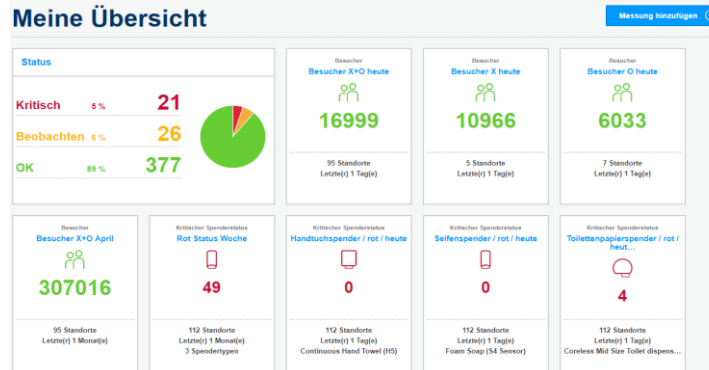 Meine Übersicht
Messung hinzufügen
Status
Kritisch 5 % 21
Beobachten 6 % 26
OK 89 % 377
Besucher
Besucher X+O heute
16999
95 Standorte
Letzte(r) 1 Tag(e)
Besucher
Besucher X heute
10966
5 Standorte
Letzte(r) 1 Tag(e)
Besucher
Besucher O heute
6033
7 Standorte
Letzte(r) 1 Tag(e)
Besucher
Besucher X+O April
307016
95 Standorte
Letzte(r) 1 Monat(e)
Kritischer Spenderstatus
Rot Status Woche
49
112 Standorte
Letzte(r) 1 Monat(e)
3 Spendertypen
Kritischer Spenderstatus
Handtuchspender / rot / heute
0
112 Standorte
Letzte(r) 1 Tag(e)
Continuous Hand Towel (H5)
Kritischer Spenderstatus
Seifenspender / rot / heute
0
112 Standorte
Letzte(r) 1 Tag(e)
Foam Soap (S4 Sensor)
Kritischer Spenderstatus
Toilettenpapierspender / rot /
heut...
4
112 Standorte
Letzte(r) 1 Tag(e)
Coreless Mid Size Toilet dispens...